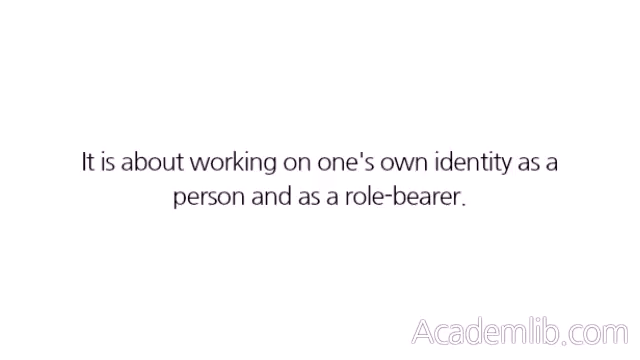 It is about working on one's own identity as a
person and as a role-bearer.
Academlib.com